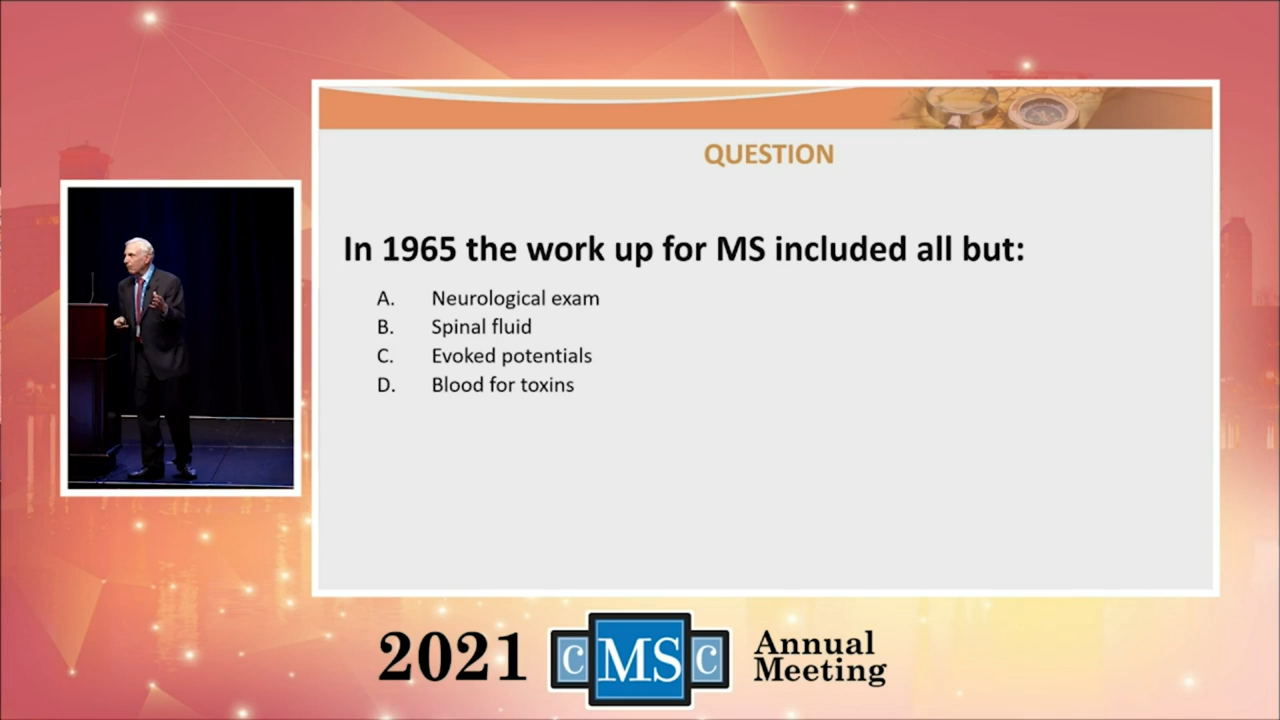 QUESTION
In 1965 the work up for MS included all but:
A. Neurological exam
B. Spinal fluid
C. Evoked potentials
D. Blood for toxins
2021 CMSC Annual
Meeting